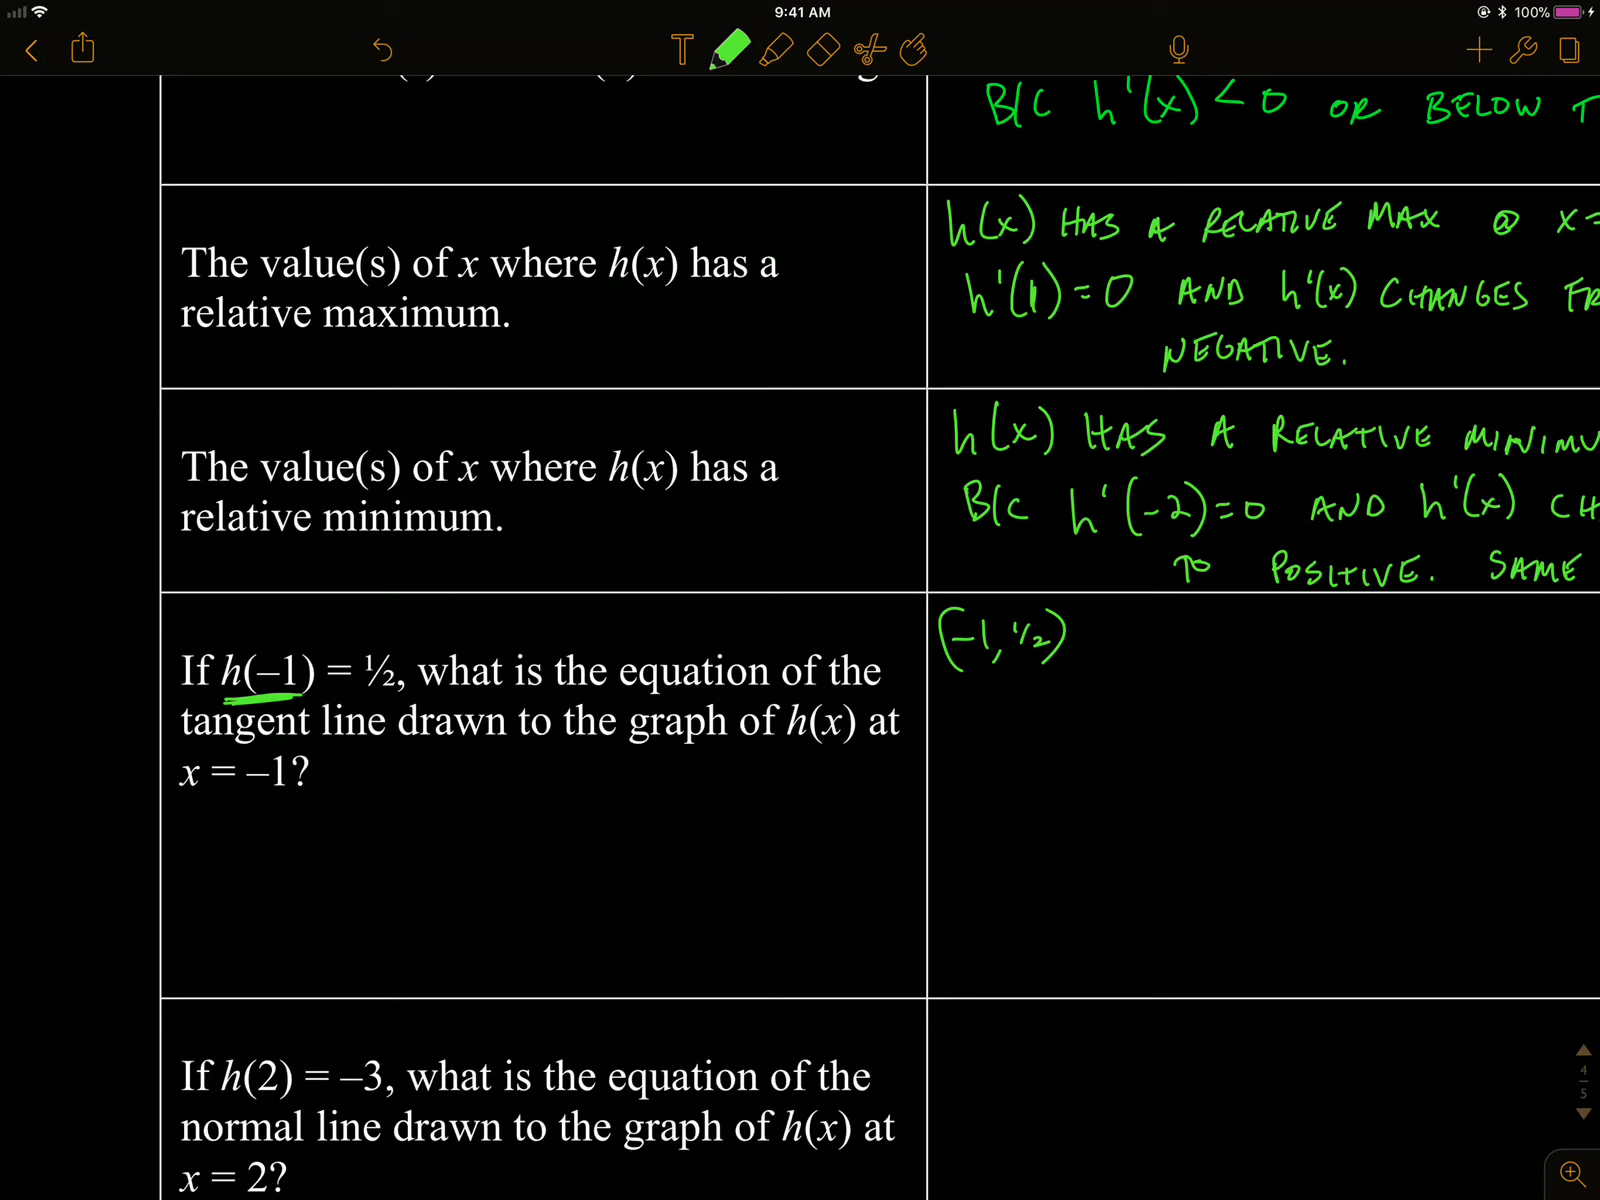 9:41 AM
100%
T
B/C h'(x) < 0 OR BELOW T
The value(s) of x where h(x) has a
relative maximum.
h(x) HAS A RELATIVE MAX @ x=
h'(1) = 0 AND h'(x) CHANGES FR
NEGATIVE.
The value(s) of x where h(x) has a
relative minimum.
h(x) HAS A RELATIVE MINIMU
B/C h'(-2) = 0 AND h'(x) CH
TO POSITIVE. SAME
If h(–1) = ½, what is the equation of the
tangent line drawn to the graph of h(x) at
x = –1?
(-1, 1/2)
If h(2) = –3, what is the equation of the
normal line drawn to the graph of h(x) at
x = 2?
4
5